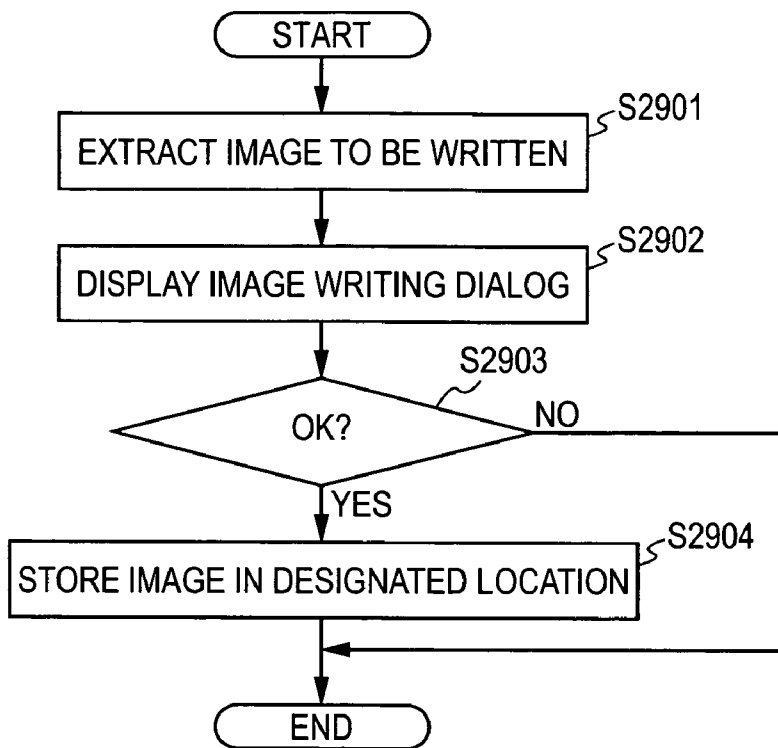 START
S2901
EXTRACT IMAGE TO BE WRITTEN
S2902
DISPLAY IMAGE WRITING DIALOG
S2903
OK?
NO
YES
S2904
STORE IMAGE IN DESIGNATED LOCATION
END